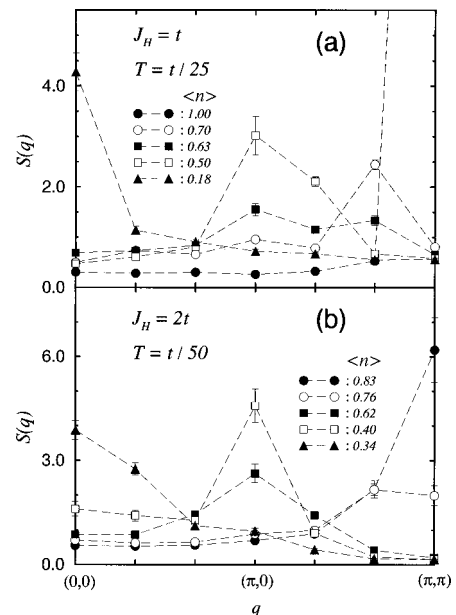 J_H = t
(a)
T = t / 25
<n>
: 1.00
: 0.70
: 0.63
: 0.50
: 0.18
5.0
S(q)
2.0
0.0
J_H = 2t
(b)
T = t / 50
<n>
: 0.83
: 0.76
: 0.62
: 0.40
: 0.34
6.0
S(q)
3.0
0.0
(0,0)
(π,0)
(π,π)
q